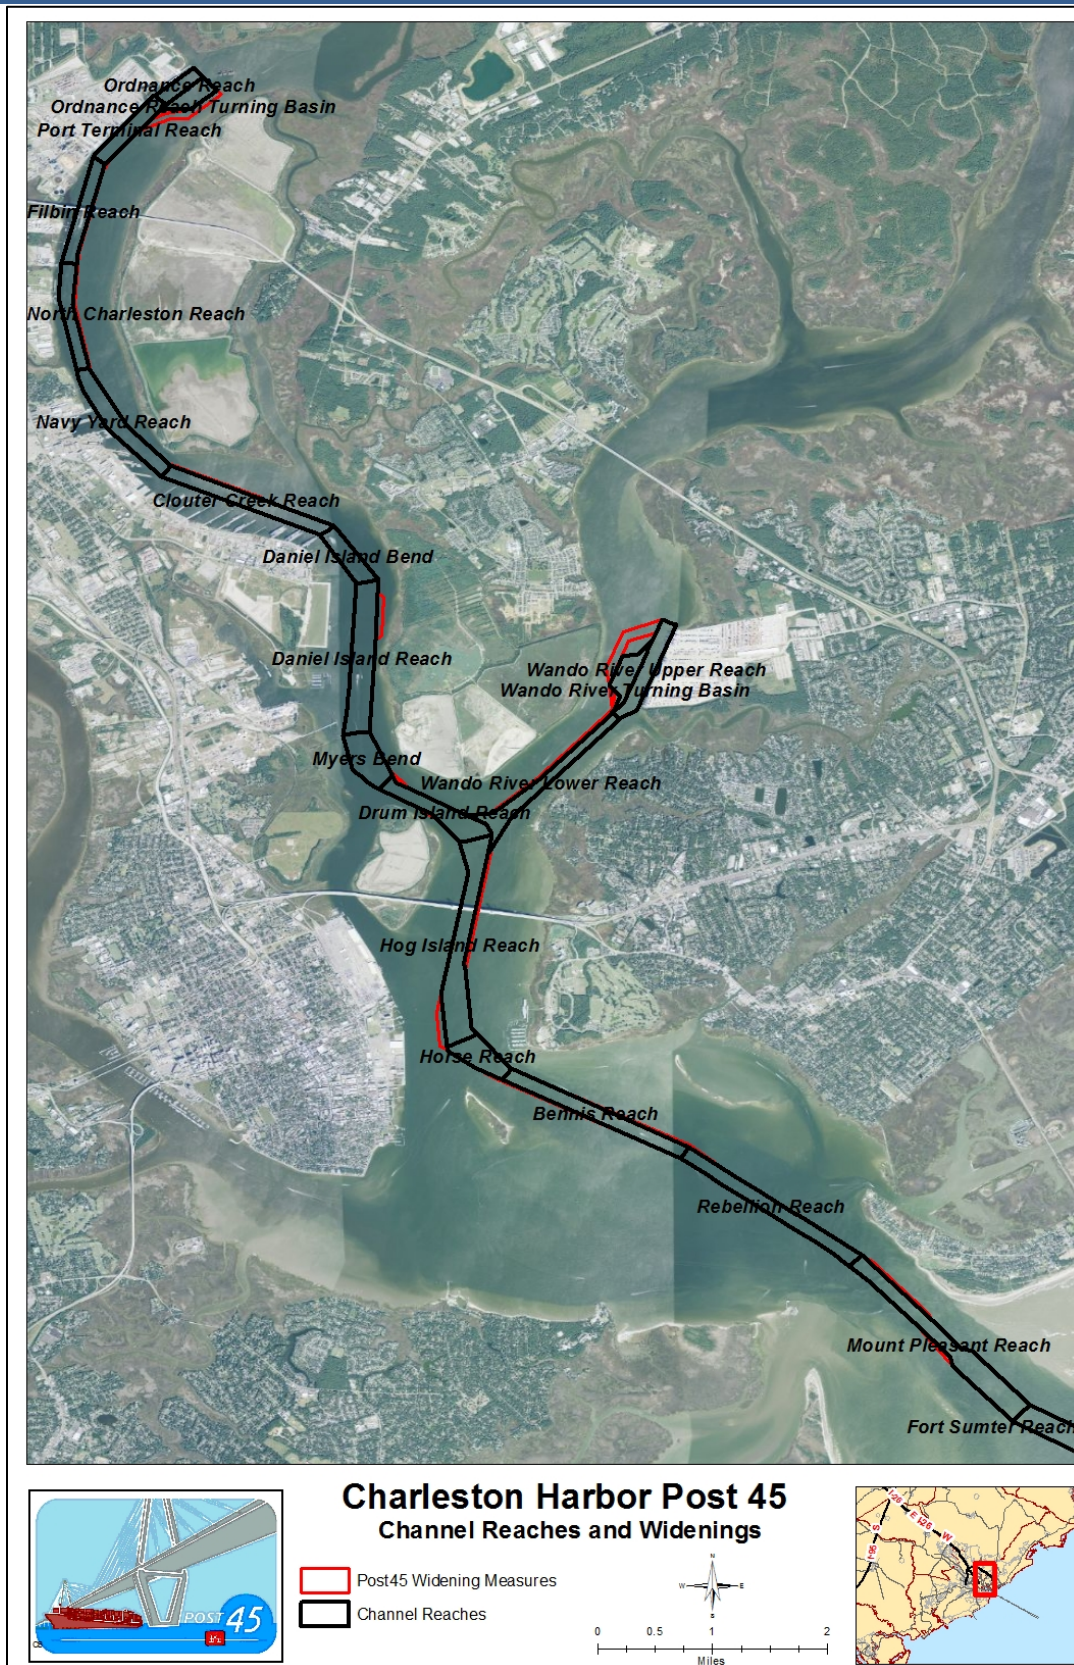 Ordnance Reach
Ordnance Reach Turning Basin
Port Terminal Reach
Filbin Reach
North Charleston Reach
Navy Yard Reach
Clouter Creek Reach
Daniel Island Bend
Daniel Island Reach
Wando River Upper Reach
Wando River Turning Basin
Myers Bend
Wando River Lower Reach
Drum Island Reach
Hog Island Reach
Horse Reach
Bennis Reach
Rebellion Reach
Mount Pleasant Reach
Fort Sumter Reach
Charleston Harbor Post 45
Channel Reaches and Widenings
Post45 Widening Measures
Channel Reaches
N
W E
S
0 0.5 1 2
Miles
POST 45
I-26
E I-26 W
I-95 S